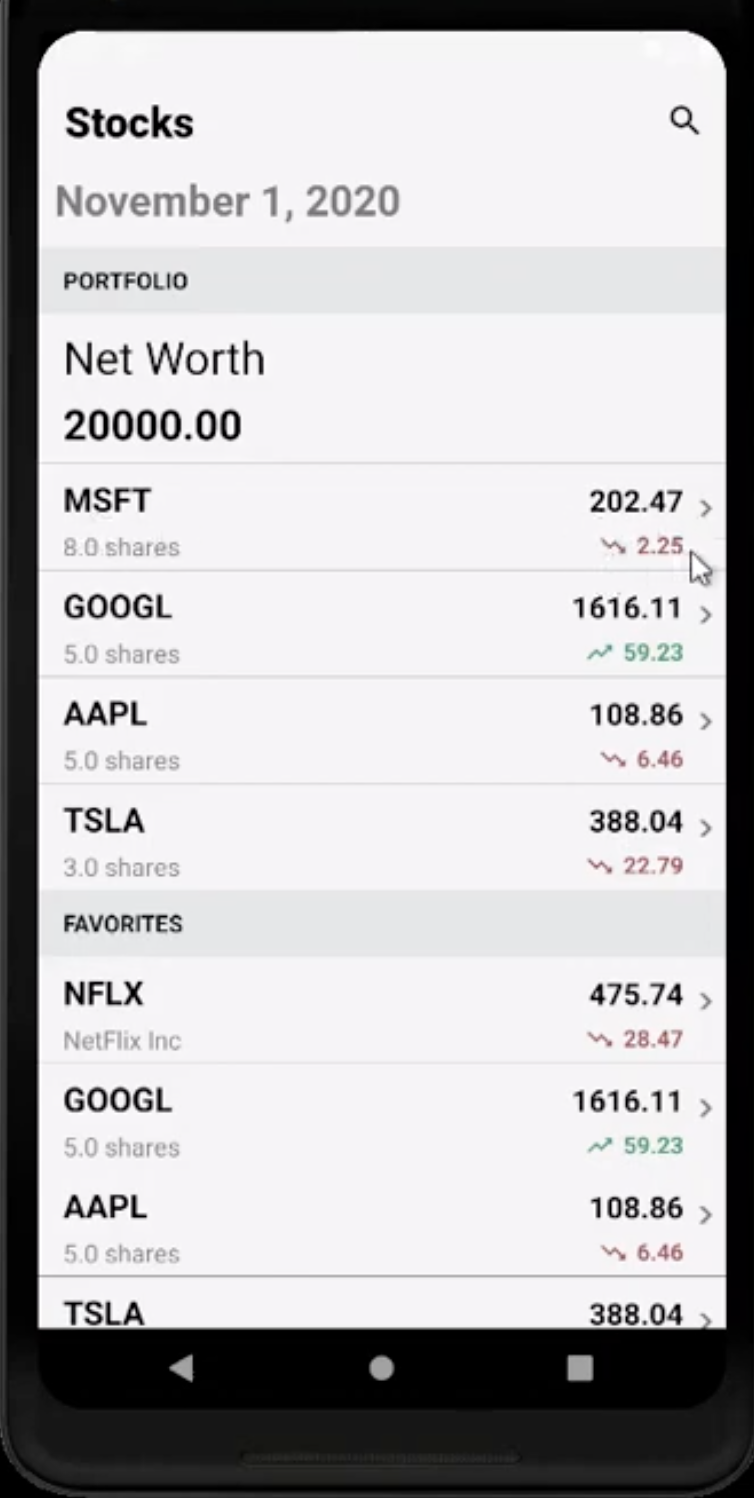 Stocks
November 1, 2020
PORTFOLIO
Net Worth
20000.00
MSFT 202.47
8.0 shares 2.25
GOOGL 1616.11
5.0 shares 59.23
AAPL 108.86
5.0 shares 6.46
TSLA 388.04
3.0 shares 22.79
FAVORITES
NFLX 475.74
NetFlix Inc 28.47
GOOGL 1616.11
5.0 shares 59.23
AAPL 108.86
5.0 shares 6.46
TSLA 388.04